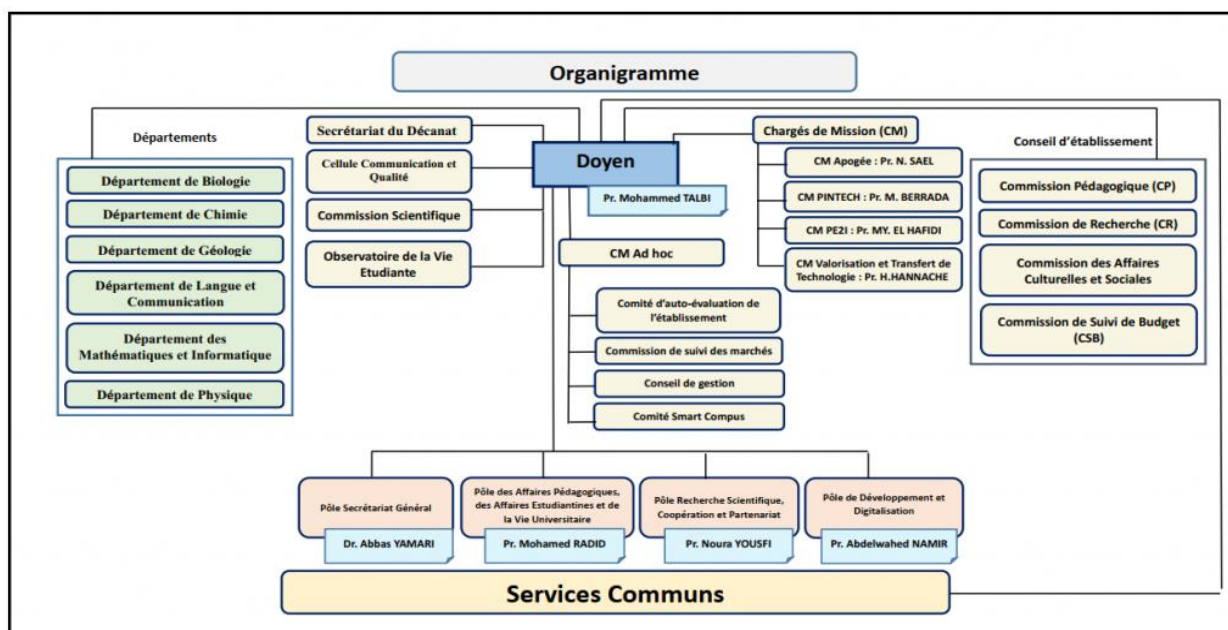 Organigramme
Départements
Département de Biologie
Département de Chimie
Département de Géologie
Département de Langue et
Communication
Département des
Mathématiques et Informatique
Département de Physique
Secrétariat du Décanat
Cellule Communication et
Qualité
Commission Scientifique
Observatoire de la Vie
Etudiante
Doyen
Pr. Mohammed TALBI
CM Ad hoc
Comité d'auto-évaluation de
l'établissement
Commission de suivi des marchés
Conseil de gestion
Comité Smart Compus
Chargés de Mission (CM)
CM Apogée : Pr. N. SAEL
CM PINTECH : Pr. M. BERRADA
CM PE2I : Pr. MY. EL HAFIDI
CM Valorisation et Transfert de
Technologie : Pr. H.HANNACHE
Conseil d'établissement
Commission Pédagogique (CP)
Commission de Recherche (CR)
Commission des Affaires
Culturelles et Sociales
Commission de Suivi de Budget
(CSB)
Pôle Secrétariat Général
Dr. Abbas YAMARI
Pôle des Affaires Pédagogiques,
des Affaires Estudiantines et de
la Vie Universitaire
Pr. Mohamed RADID
Pôle Recherche Scientifique,
Coopération et Partenariat
Pr. Noura YOUSFI
Pôle de Développement et
Digitalisation
Pr. Abdelwahed NAMIR
Services Communs